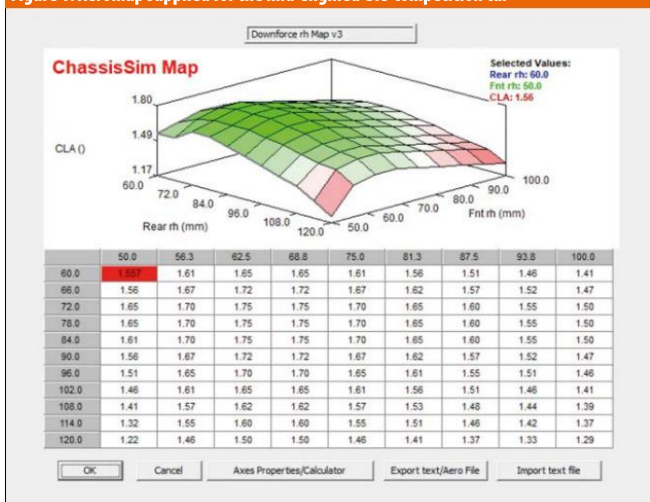 Downforce rh Map v3
ChassisSim Map
Selected Values:
Rear rh: 60.0
Fnt rh: 50.0
CLA: 1.56
1.80
1.49
CLA ()
1.17
60.0 72.0 84.0 96.0 108.0 120.0
Rear rh (mm)
50.0 60.0 70.0 80.0 90.0 100.0
Fnt rh (mm)
50.0 56.3 62.5 68.8 75.0 81.3 87.5 93.8 100.0
60.0 1.557 1.61 1.65 1.65 1.61 1.56 1.51 1.46 1.41
66.0 1.56 1.67 1.72 1.72 1.67 1.62 1.57 1.52 1.47
72.0 1.65 1.70 1.75 1.75 1.70 1.65 1.60 1.55 1.50
78.0 1.65 1.70 1.75 1.75 1.70 1.65 1.60 1.55 1.50
84.0 1.61 1.70 1.75 1.75 1.70 1.65 1.60 1.55 1.50
90.0 1.56 1.67 1.72 1.72 1.67 1.62 1.57 1.52 1.47
96.0 1.51 1.65 1.70 1.70 1.65 1.61 1.55 1.51 1.46
102.0 1.46 1.61 1.65 1.65 1.61 1.56 1.51 1.46 1.41
108.0 1.41 1.57 1.62 1.62 1.57 1.53 1.48 1.44 1.39
114.0 1.32 1.55 1.60 1.60 1.55 1.51 1.46 1.42 1.37
120.0 1.22 1.46 1.50 1.50 1.46 1.41 1.37 1.33 1.29
OK Cancel Axes Properties/Calculator Export text/Aero File Import text file